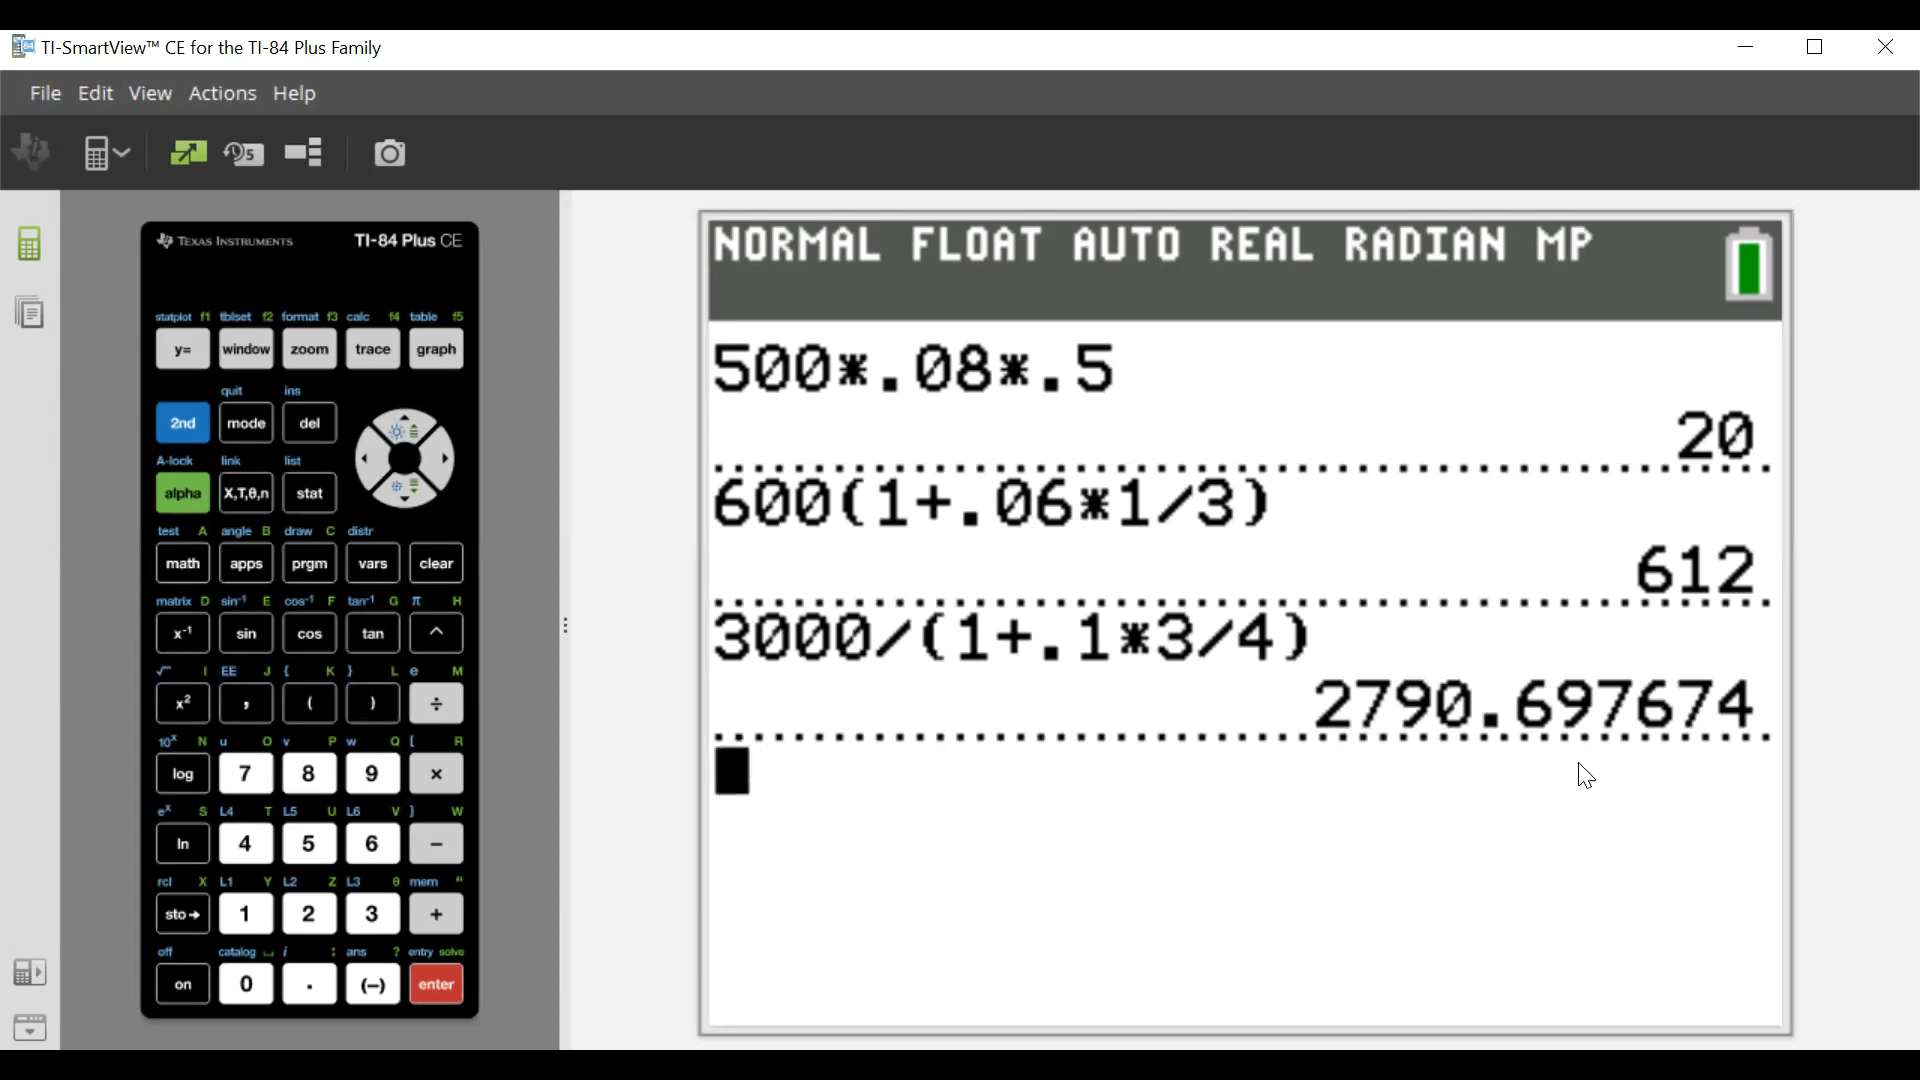 TI-SmartView™ CE for the TI-84 Plus Family
File Edit View Actions Help
5
TEXAS INSTRUMENTS TI-84 Plus CE
statplot f1 tblset f2 format f3 calc f4 table f5
y= window zoom trace graph
quit ins
2nd mode del
A-lock link list
alpha X,T,θ,n stat
test A angle B draw C distr
math apps prgm vars clear
matrix D sin⁻¹ E cos⁻¹ F tan⁻¹ G π H
x⁻¹ sin cos tan ^
√ I EE J { K } L e M
x² , ( ) ÷
10ˣ N u O v P w Q [ R
log 7 8 9 ×
eˣ S L4 T L5 U L6 V ] W
ln 4 5 6 −
rcl X L1 Y L2 Z L3 θ mem "
sto→ 1 2 3 +
off catalog ⎵ i : ans ? entry solve
on 0 . (−) enter
NORMAL FLOAT AUTO REAL RADIAN MP
500*.08*.5
20
600(1+.06*1/3)
612
3000/(1+.1*3/4)
2790.697674